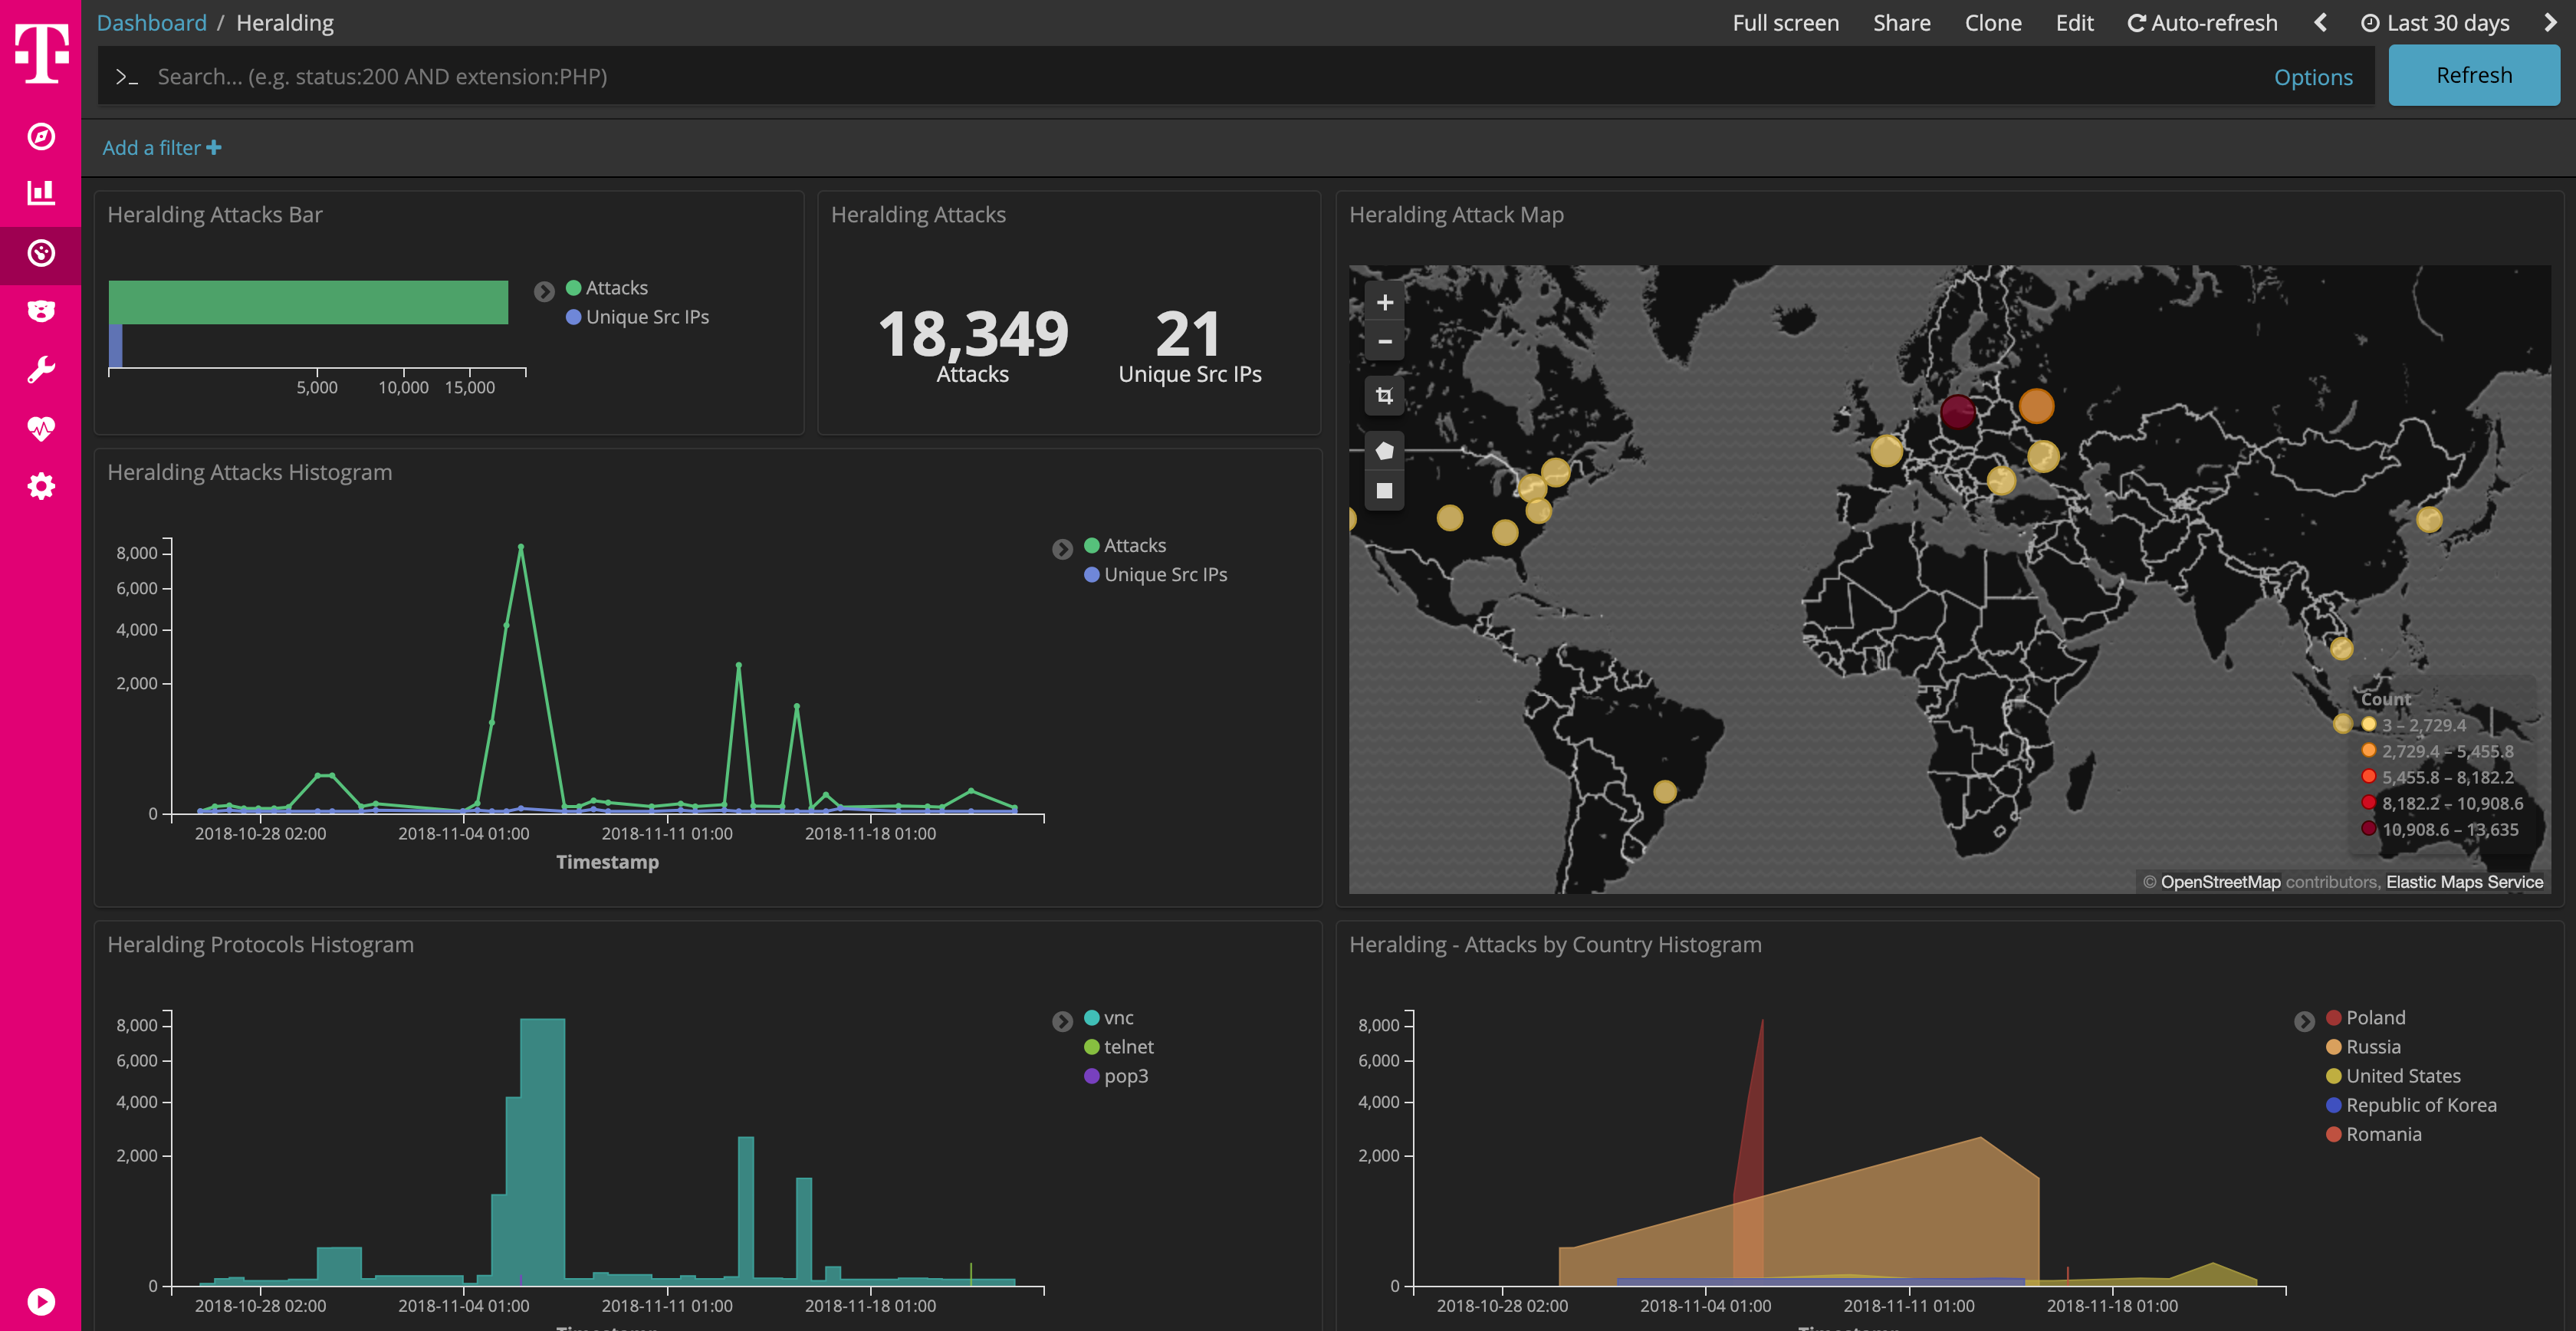 Dashboard / Heralding
Full screen Share Clone Edit Auto-refresh Last 30 days
>_ Search... (e.g. status:200 AND extension:PHP) Options Refresh
Add a filter +
Heralding Attacks Bar
Attacks
Unique Src IPs
5,000 10,000 15,000
Heralding Attacks
18,349 21
Attacks Unique Src IPs
Heralding Attack Map
+
−
Count
3 – 2,729.4
2,729.4 – 5,455.8
5,455.8 – 8,182.2
8,182.2 – 10,908.6
10,908.6 – 13,635
© OpenStreetMap contributors, Elastic Maps Service
Heralding Attacks Histogram
8,000
6,000
4,000
2,000
0
2018-10-28 02:00 2018-11-04 01:00 2018-11-11 01:00 2018-11-18 01:00
Timestamp
Attacks
Unique Src IPs
Heralding Protocols Histogram
8,000
6,000
4,000
2,000
0
2018-10-28 02:00 2018-11-04 01:00 2018-11-11 01:00 2018-11-18 01:00
Timestamp
vnc
telnet
pop3
Heralding - Attacks by Country Histogram
8,000
6,000
4,000
2,000
0
2018-10-28 02:00 2018-11-04 01:00 2018-11-11 01:00 2018-11-18 01:00
Timestamp
Poland
Russia
United States
Republic of Korea
Romania